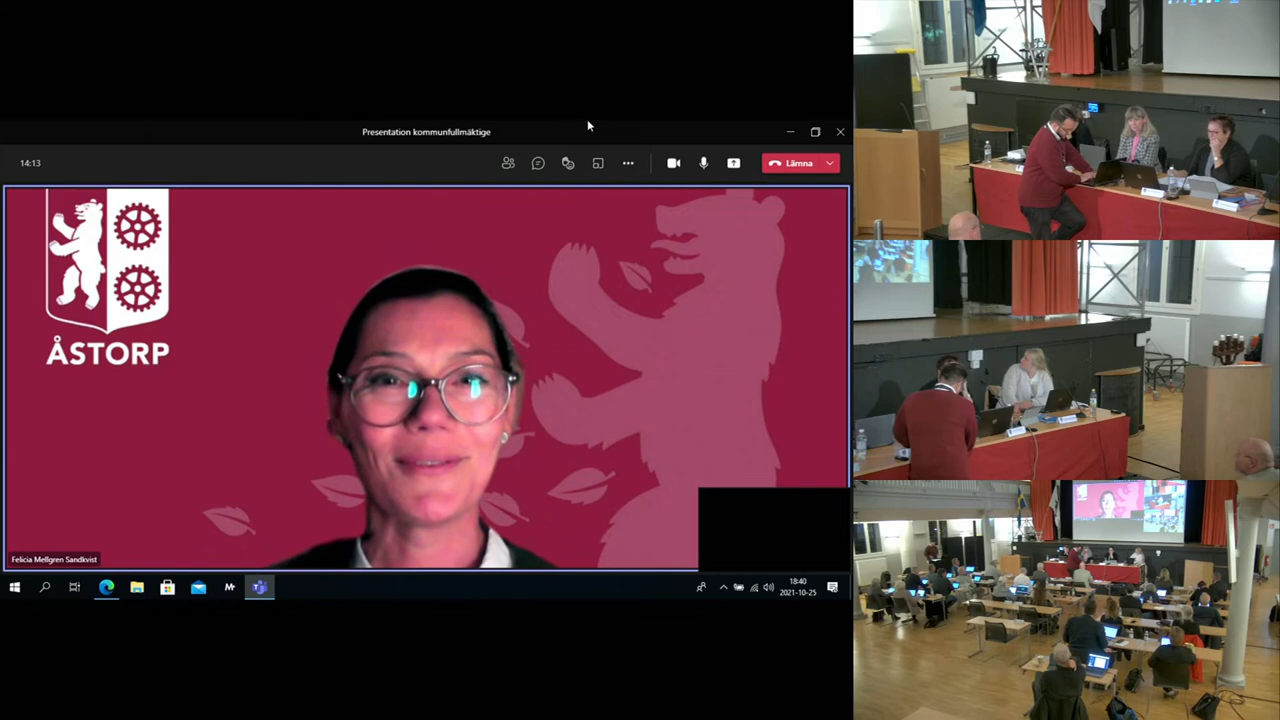 Presentation kommunfullmäktige
14:13
Lämna
ÅSTORP
Felicia Mellgren Sandkvist
18:40
2021-10-25